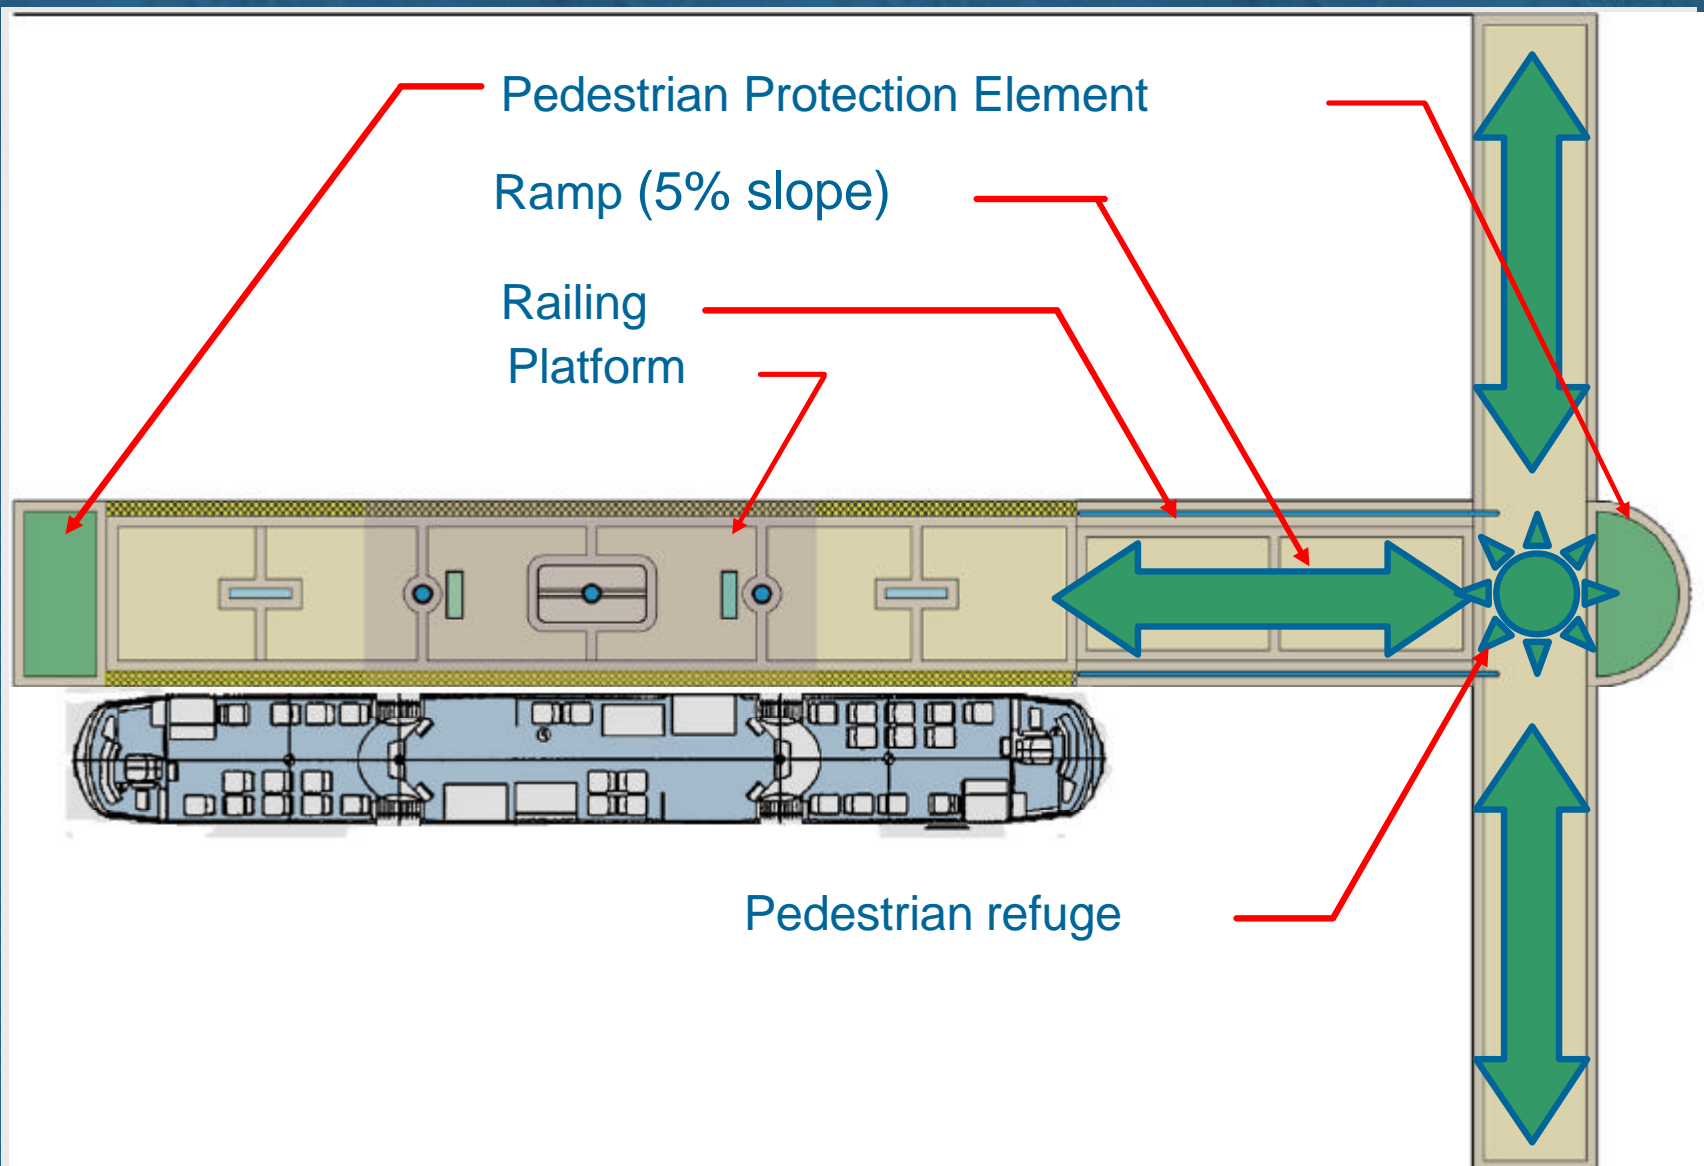 Pedestrian Protection Element
Ramp (5% slope)
Railing
Platform
Pedestrian refuge